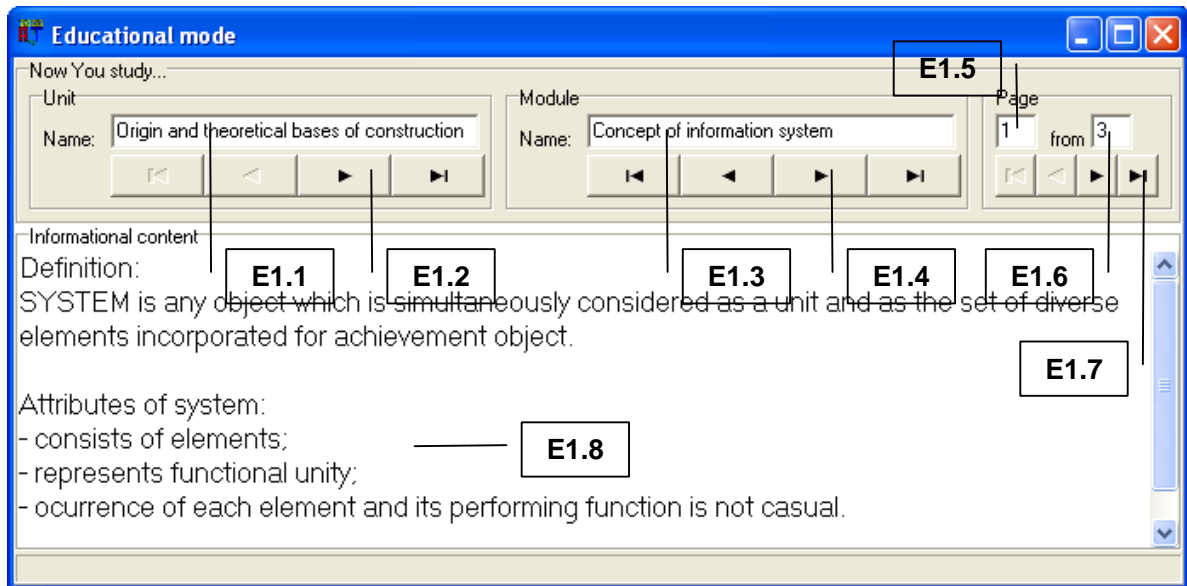 Educational mode
Now You study...
E1.5
Unit
Module
Page
Name: Origin and theoretical bases of construction
Name: Concept of information system
1 from 3
Informational content
Definition:
E1.1 E1.2 E1.3 E1.4 E1.6
SYSTEM is any object which is simultaneously considered as a unit and as the set of diverse
elements incorporated for achievement object.
E1.7
Attributes of system:
- consists of elements;
E1.8
- represents functional unity;
- ocurrence of each element and its performing function is not casual.